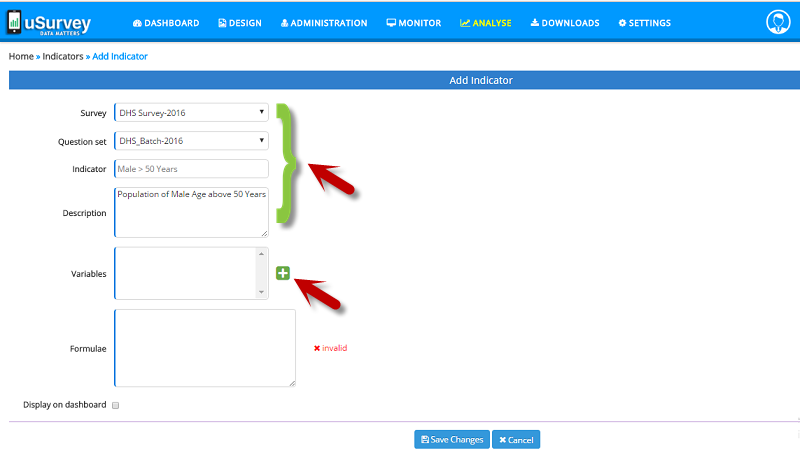 uSurvey
DATA MATTERS
DASHBOARD DESIGN ADMINISTRATION MONITOR ANALYSE DOWNLOADS SETTINGS
Home » Indicators » Add Indicator
Add Indicator
Survey DHS Survey-2016
Question set DHS_Batch-2016
Indicator Male > 50 Years
Description Population of Male Age above 50 Years
Variables
Formulae invalid
Display on dashboard
Save Changes Cancel